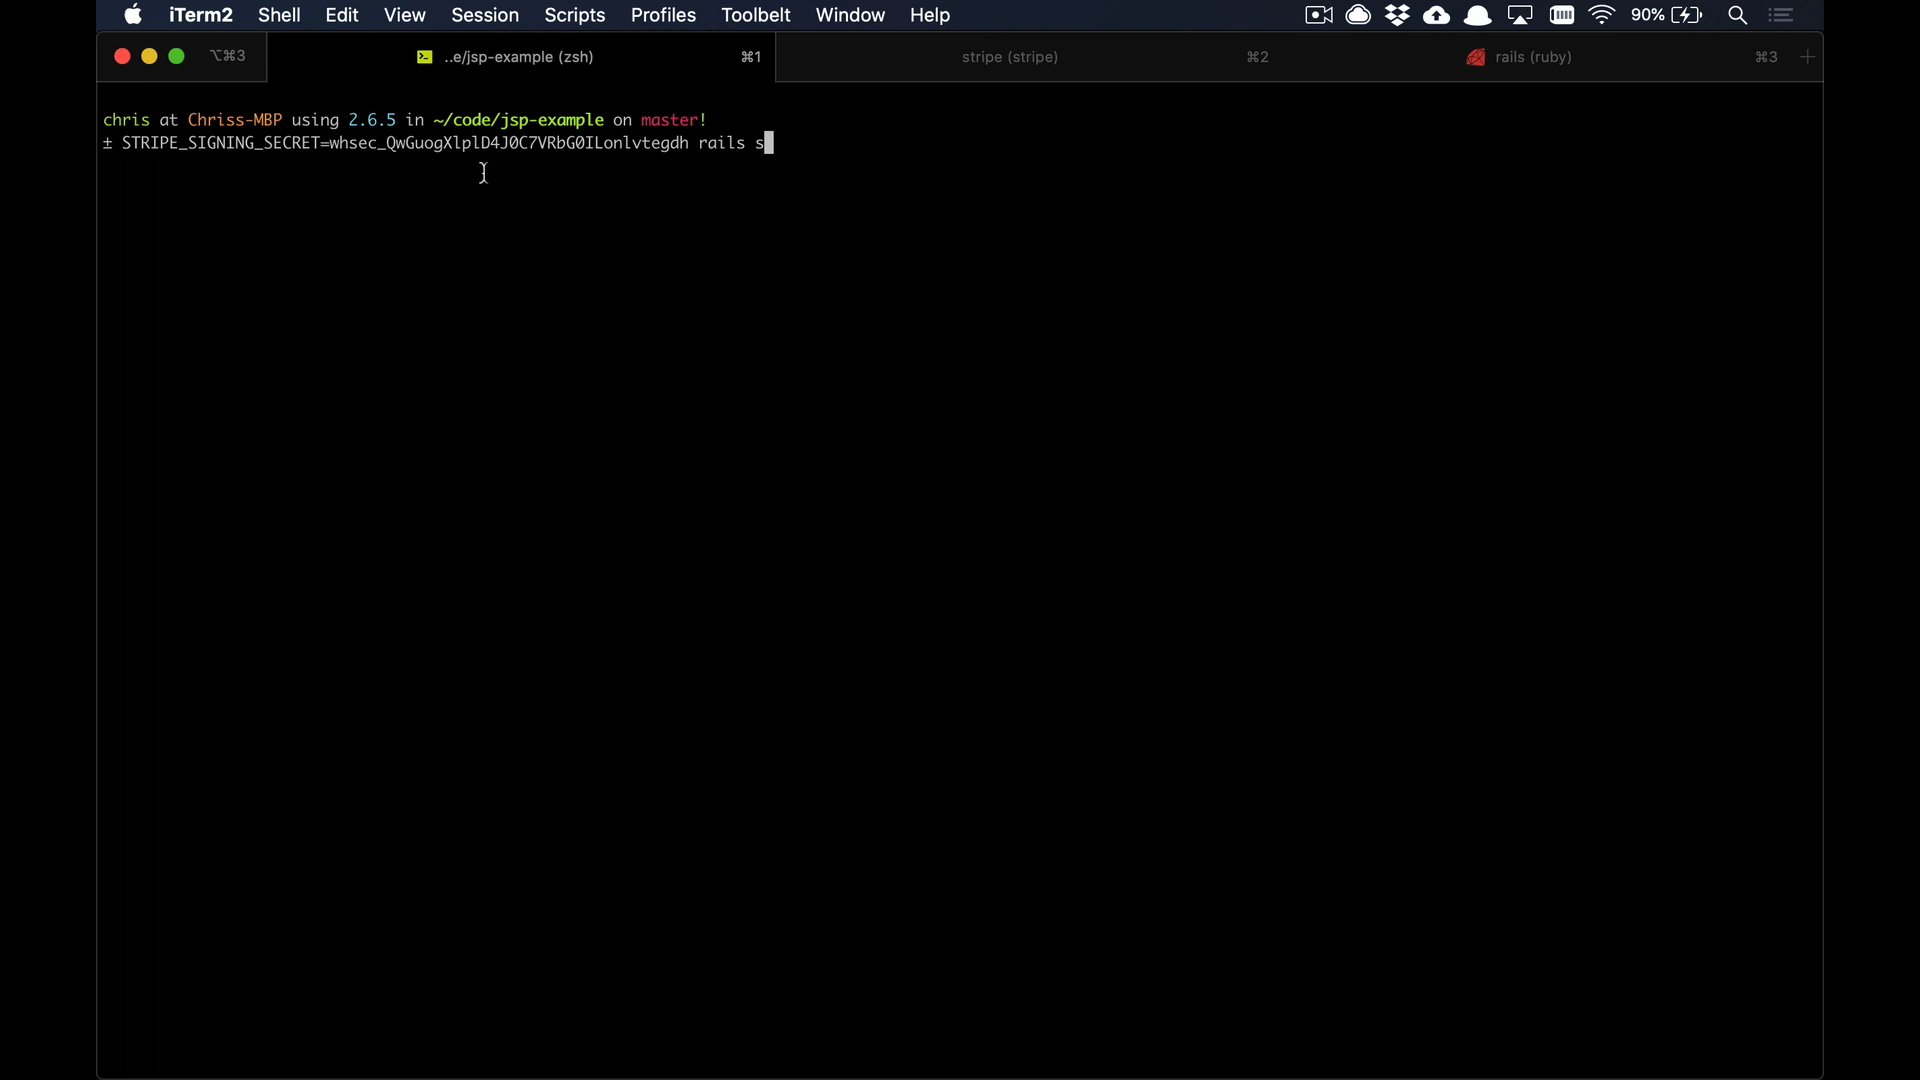 iTerm2 Shell Edit View Session Scripts Profiles Toolbelt Window Help 90%
⌥⌘3 ..e/jsp-example (zsh) ⌘1 stripe (stripe) ⌘2 rails (ruby) ⌘3
chris at Chriss-MBP using 2.6.5 in ~/code/jsp-example on master!
± STRIPE_SIGNING_SECRET=whsec_QwGuogXlplD4J0C7VRbG0ILonlvtegdh rails s